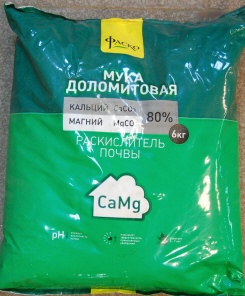 ФАСКО
МУКА
ДОЛОМИТОВАЯ
КАЛЬЦИЙ CaCO₃
МАГНИЙ MgCO₃
80%
6кг
РАСКИСЛИТЕЛЬ
ПОЧВЫ
CaMg
pH